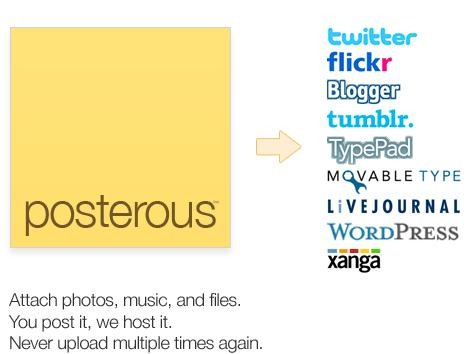 posterous™
twitter
flickr
Blogger
tumblr.
TypePad
MOVABLE TYPE
LiVEJOURNAL
WORDPRESS
xanga
Attach photos, music, and files.
You post it, we host it.
Never upload multiple times again.